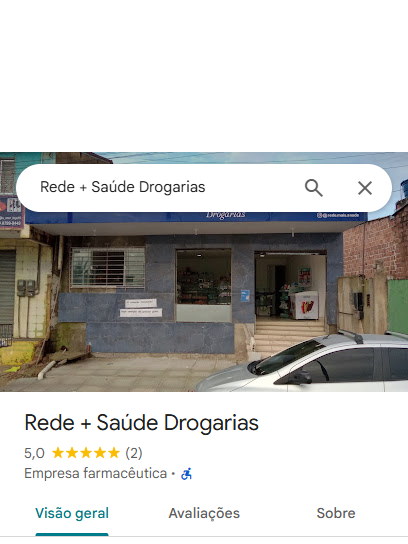 Rede + Saúde Drogarias
Drogarias
Rede + Saúde Drogarias
5,0
(2)
Empresa farmacêutica ·
Visão geral
Avaliações
Sobre